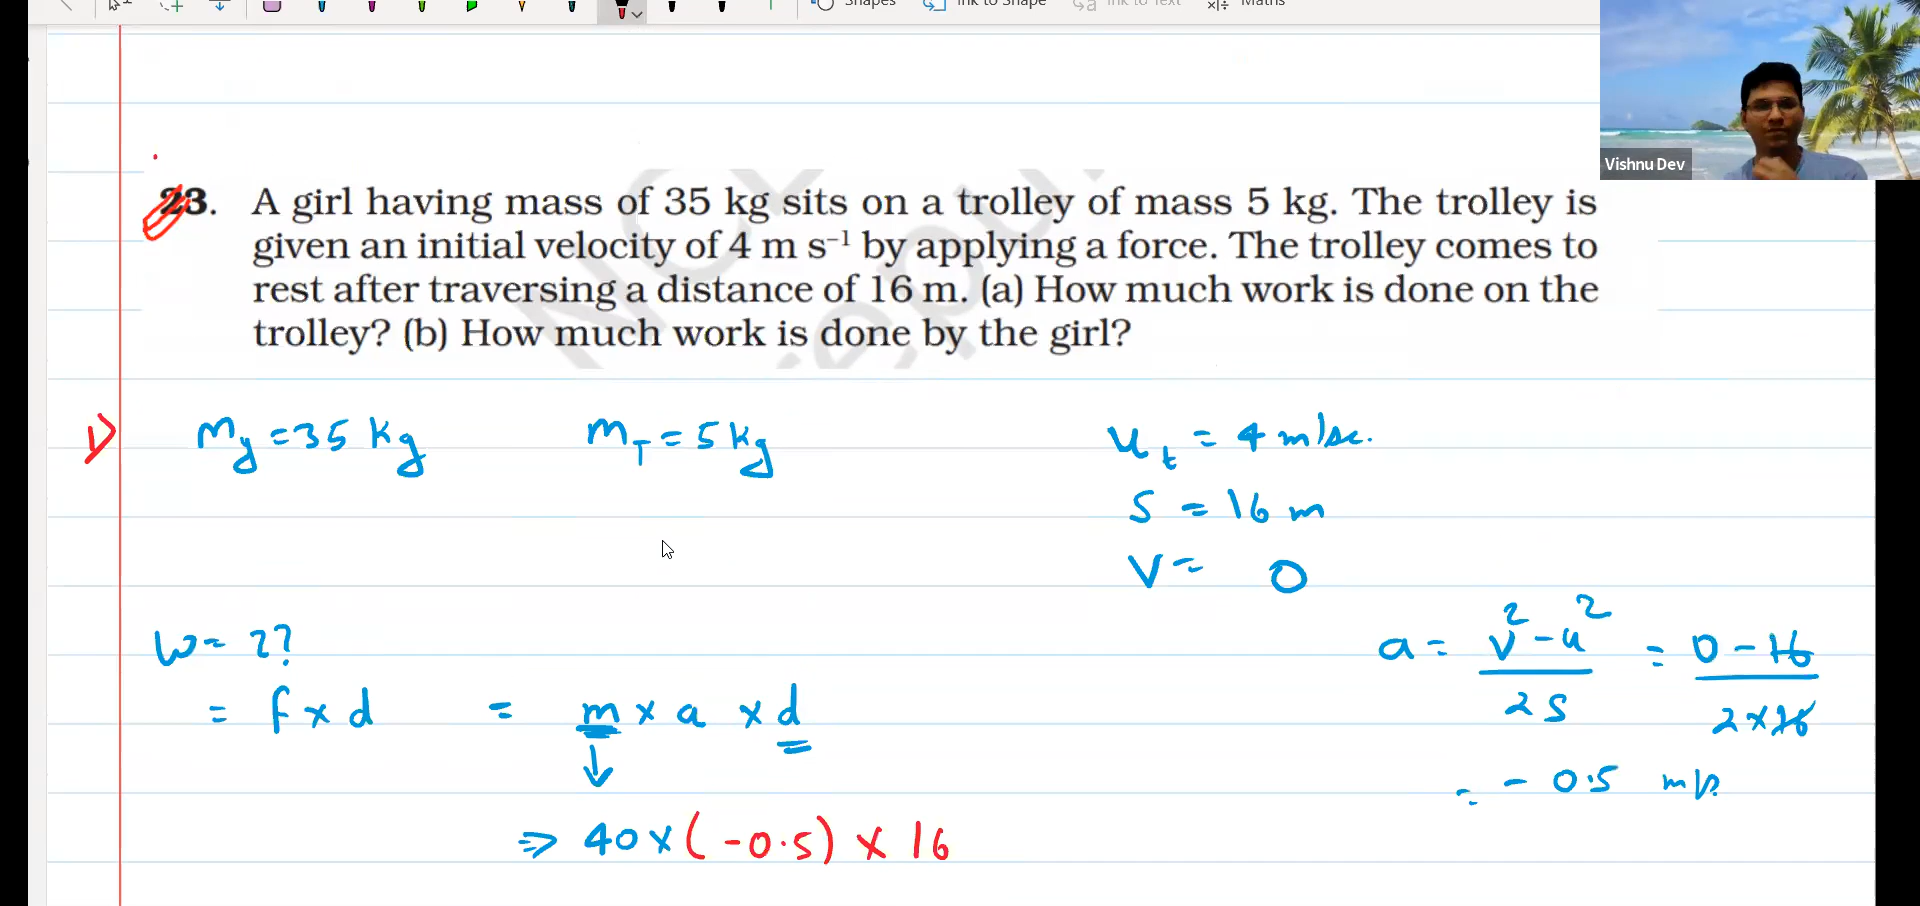 Shapes Ink to Shape Ink to Text Maths
Vishnu Dev
23. A girl having mass of 35 kg sits on a trolley of mass 5 kg. The trolley is
given an initial velocity of 4 m s⁻¹ by applying a force. The trolley comes to
rest after traversing a distance of 16 m. (a) How much work is done on the
trolley? (b) How much work is done by the girl?
m_g = 35 kg m_T = 5 kg u_t = 4 m/sec.
S = 16 m
V = 0
W = ??
= f × d = m × a × d
a = v² - u² / 2s = 0 - 16 / 2 × 16
= - 0.5 m/s
⇒ 40 × (-0.5) × 16